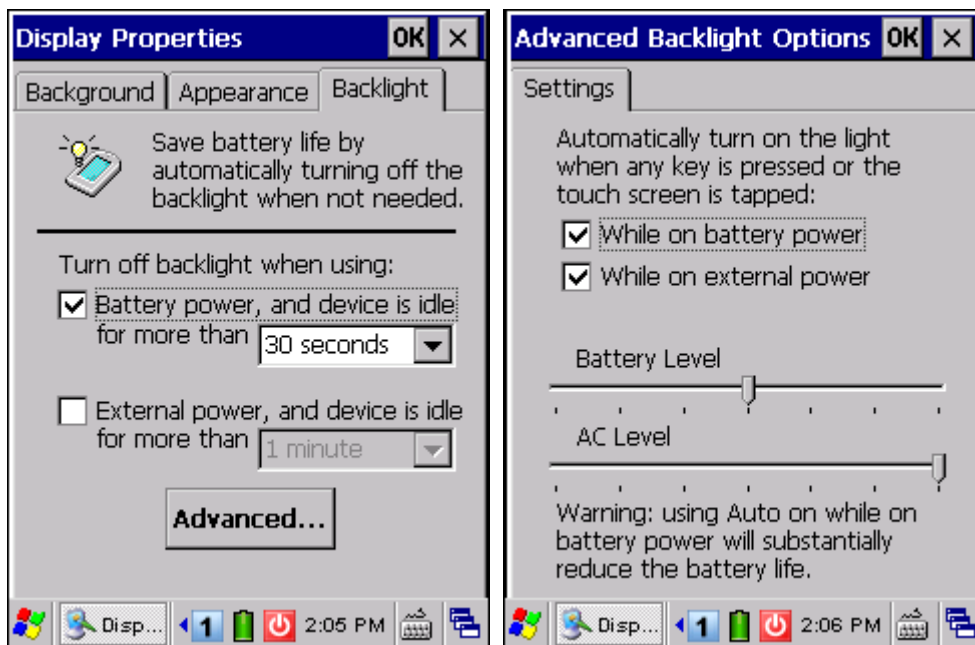 Display Properties OK ×
Background Appearance Backlight
Save battery life by
automatically turning off the
backlight when not needed.
Turn off backlight when using:
Battery power, and device is idle
for more than 30 seconds
External power, and device is idle
for more than 1 minute
Advanced...
Disp... 1 2:05 PM
Advanced Backlight Options OK ×
Settings
Automatically turn on the light
when any key is pressed or the
touch screen is tapped:
While on battery power
While on external power
Battery Level
AC Level
Warning: using Auto on while on
battery power will substantially
reduce the battery life.
Disp... 1 2:06 PM